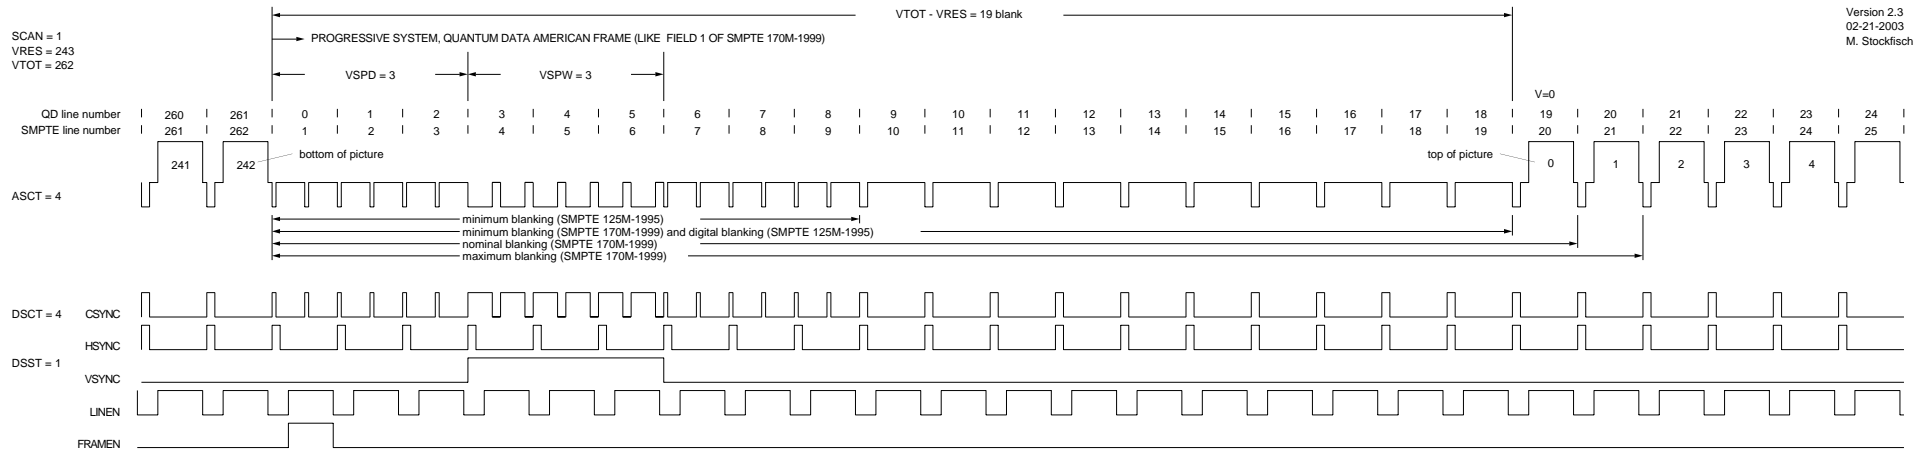 VTOT - VRES = 19 blank
Version 2.3
02-21-2003
M. Stockfisch
SCAN = 1
VRES = 243
VTOT = 262
PROGRESSIVE SYSTEM, QUANTUM DATA AMERICAN FRAME (LIKE FIELD 1 OF SMPTE 170M-1999)
VSPD = 3
VSPW = 3
V=0
QD line number 260 261 0 1 2 3 4 5 6 7 8 9 10 11 12 13 14 15 16 17 18 19 20 21 22 23 24
SMPTE line number 261 262 1 2 3 4 5 6 7 8 9 10 11 12 13 14 15 16 17 18 19 20 21 22 23 24 25
bottom of picture
top of picture
241 242 0 1 2 3 4
ASCT = 4
minimum blanking (SMPTE 125M-1995)
minimum blanking (SMPTE 170M-1999) and digital blanking (SMPTE 125M-1995)
nominal blanking (SMPTE 170M-1999)
maximum blanking (SMPTE 170M-1999)
DSCT = 4 CSYNC
HSYNC
DSST = 1
VSYNC
LINEN
FRAMEN